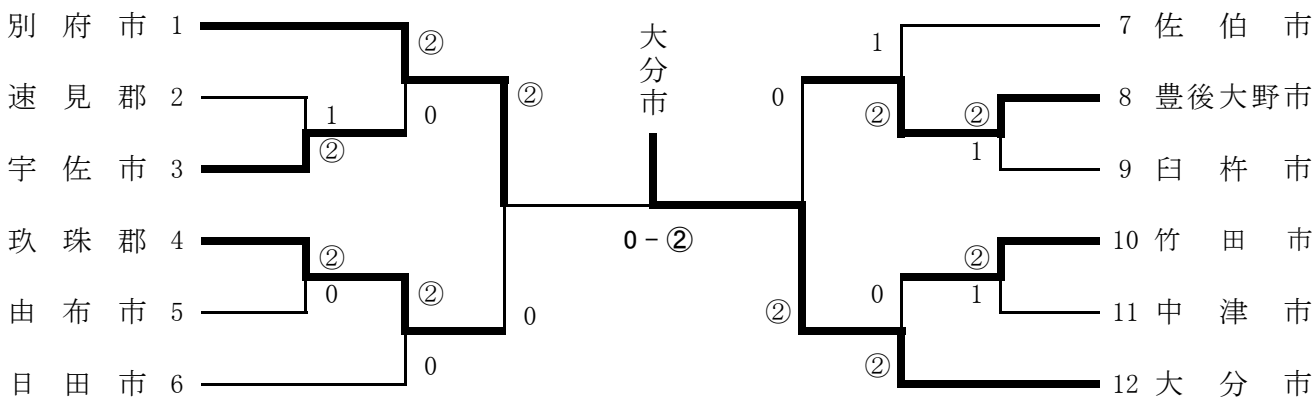 別府市 1
②
大分市
1
7 佐伯市
速見郡 2
1
0
②
0
②
②
8 豊後大野市
宇佐市 3
②
1
9 臼杵市
玖珠郡 4
②
②
0 - ②
②
10 竹田市
由布市 5
0
0
②
0
1
11 中津市
日田市 6
0
②
12 大分市